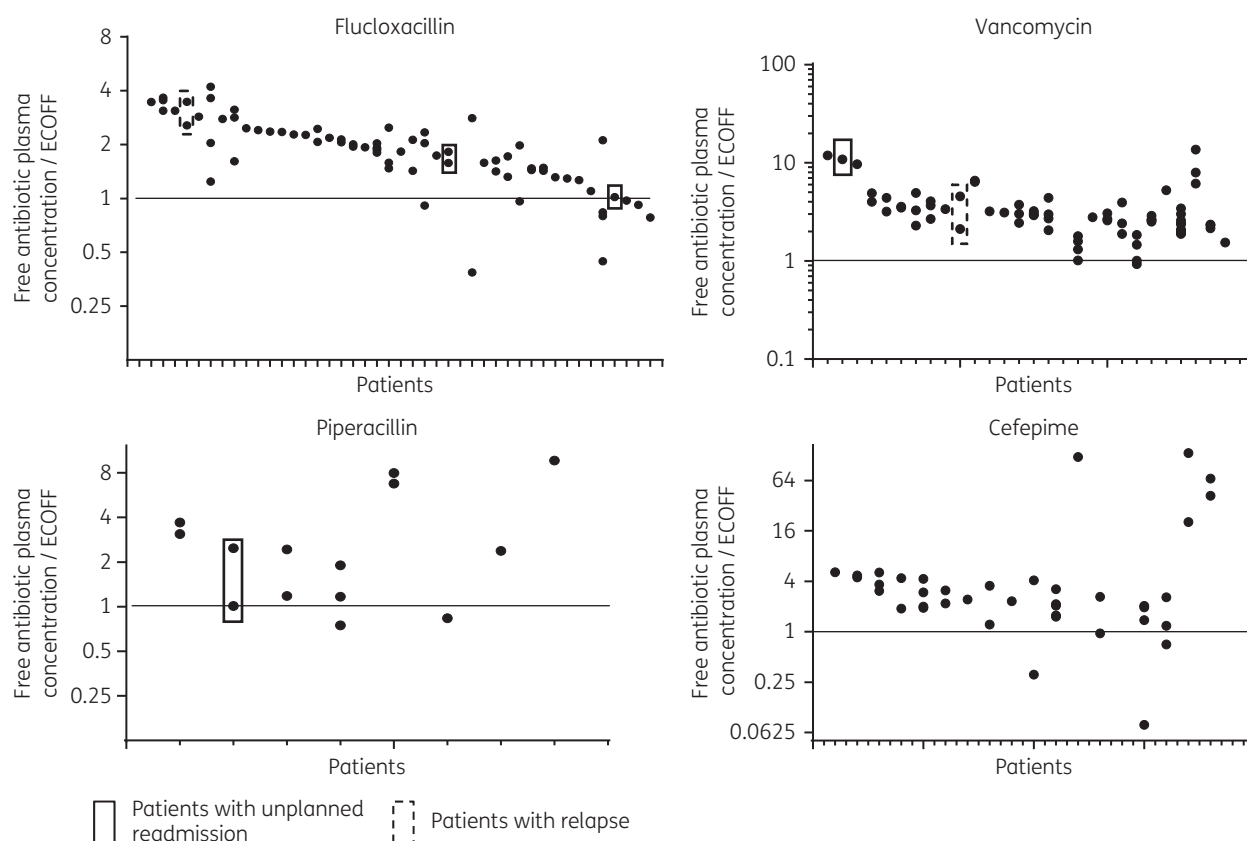 Flucloxacillin
Free antibiotic plasma
concentration / ECOFF
8
4
2
1
0.5
0.25
Patients
Vancomycin
Free antibiotic plasma
concentration / ECOFF
100
10
1
0.1
Patients
Piperacillin
Free antibiotic plasma
concentration / ECOFF
8
4
2
1
0.5
0.25
Patients
Cefepime
Free antibiotic plasma
concentration / ECOFF
64
16
4
1
0.25
0.0625
Patients
Patients with unplanned
readmission
Patients with relapse